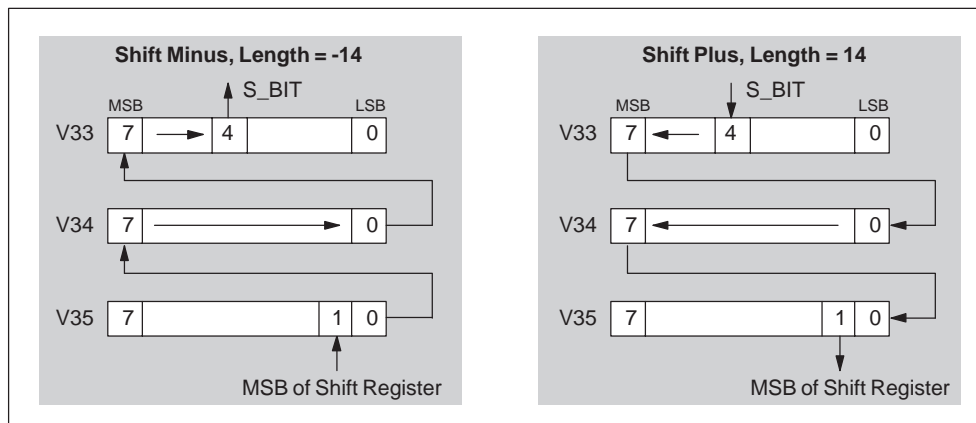 Shift Minus, Length = -14
S_BIT
MSB LSB
V33 7 4 0
V34 7 0
V35 7 1 0
MSB of Shift Register
Shift Plus, Length = 14
S_BIT
MSB LSB
V33 7 4 0
V34 7 0
V35 7 1 0
MSB of Shift Register